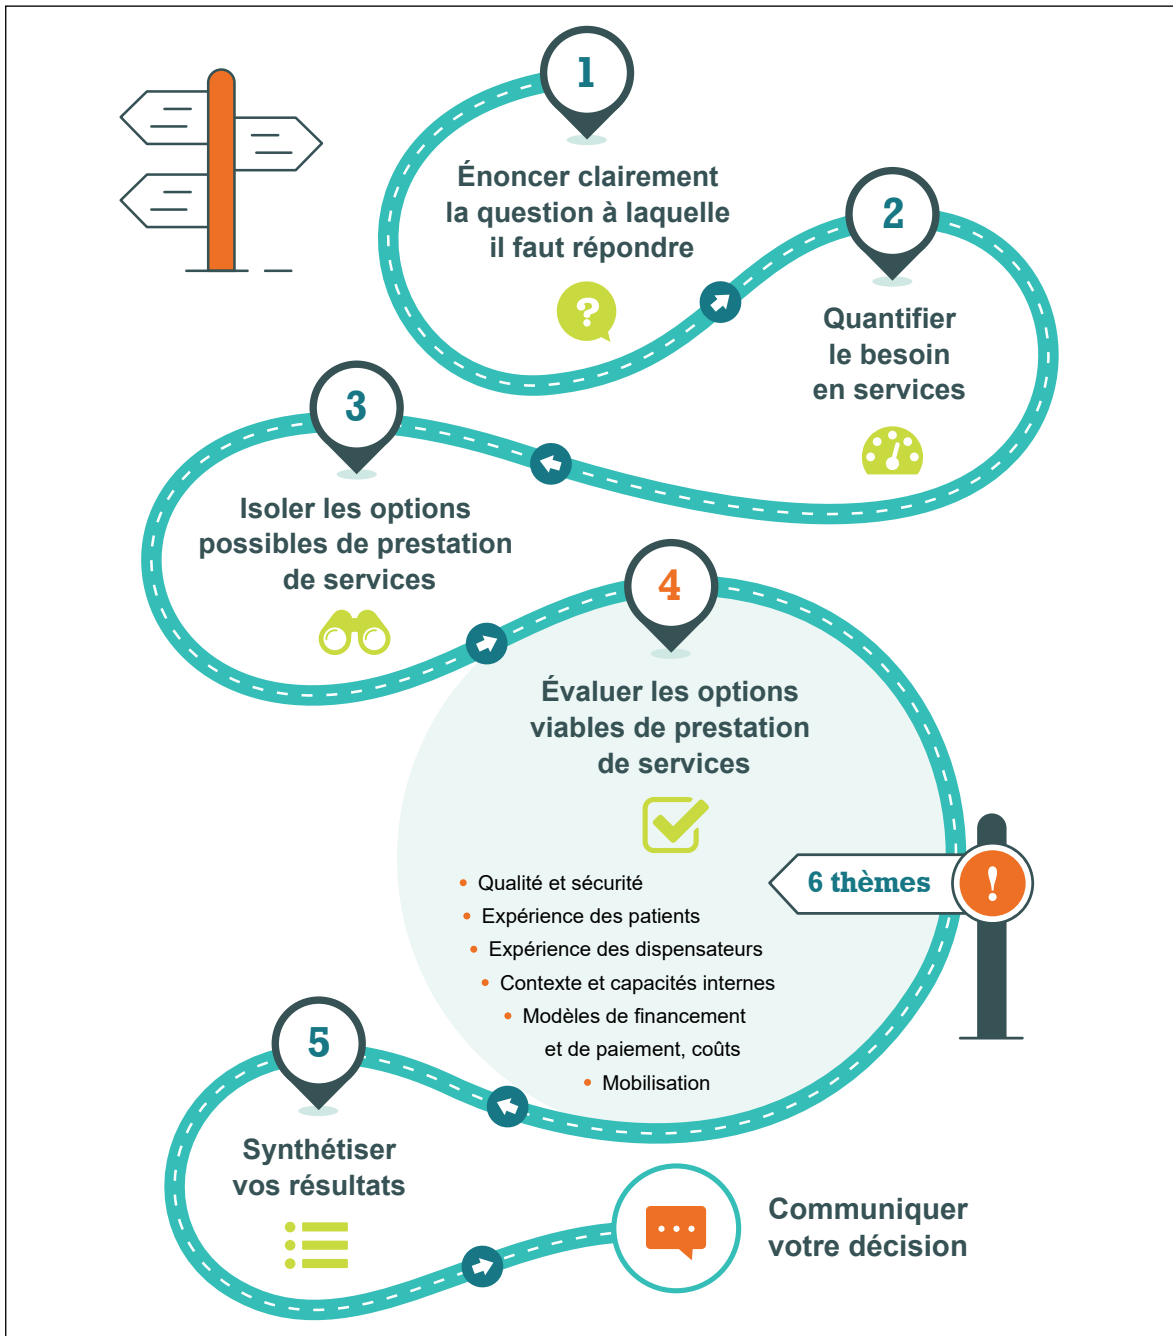 1
Énoncer clairement
la question à laquelle
il faut répondre
?
2
Quantifier
le besoin
en services
3
Isoler les options
possibles de prestation
de services
4
Évaluer les options
viables de prestation
de services
6 thèmes
!
• Qualité et sécurité
• Expérience des patients
• Expérience des dispensateurs
• Contexte et capacités internes
• Modèles de financement
et de paiement, coûts
• Mobilisation
5
Synthétiser
vos résultats
Communiquer
votre décision